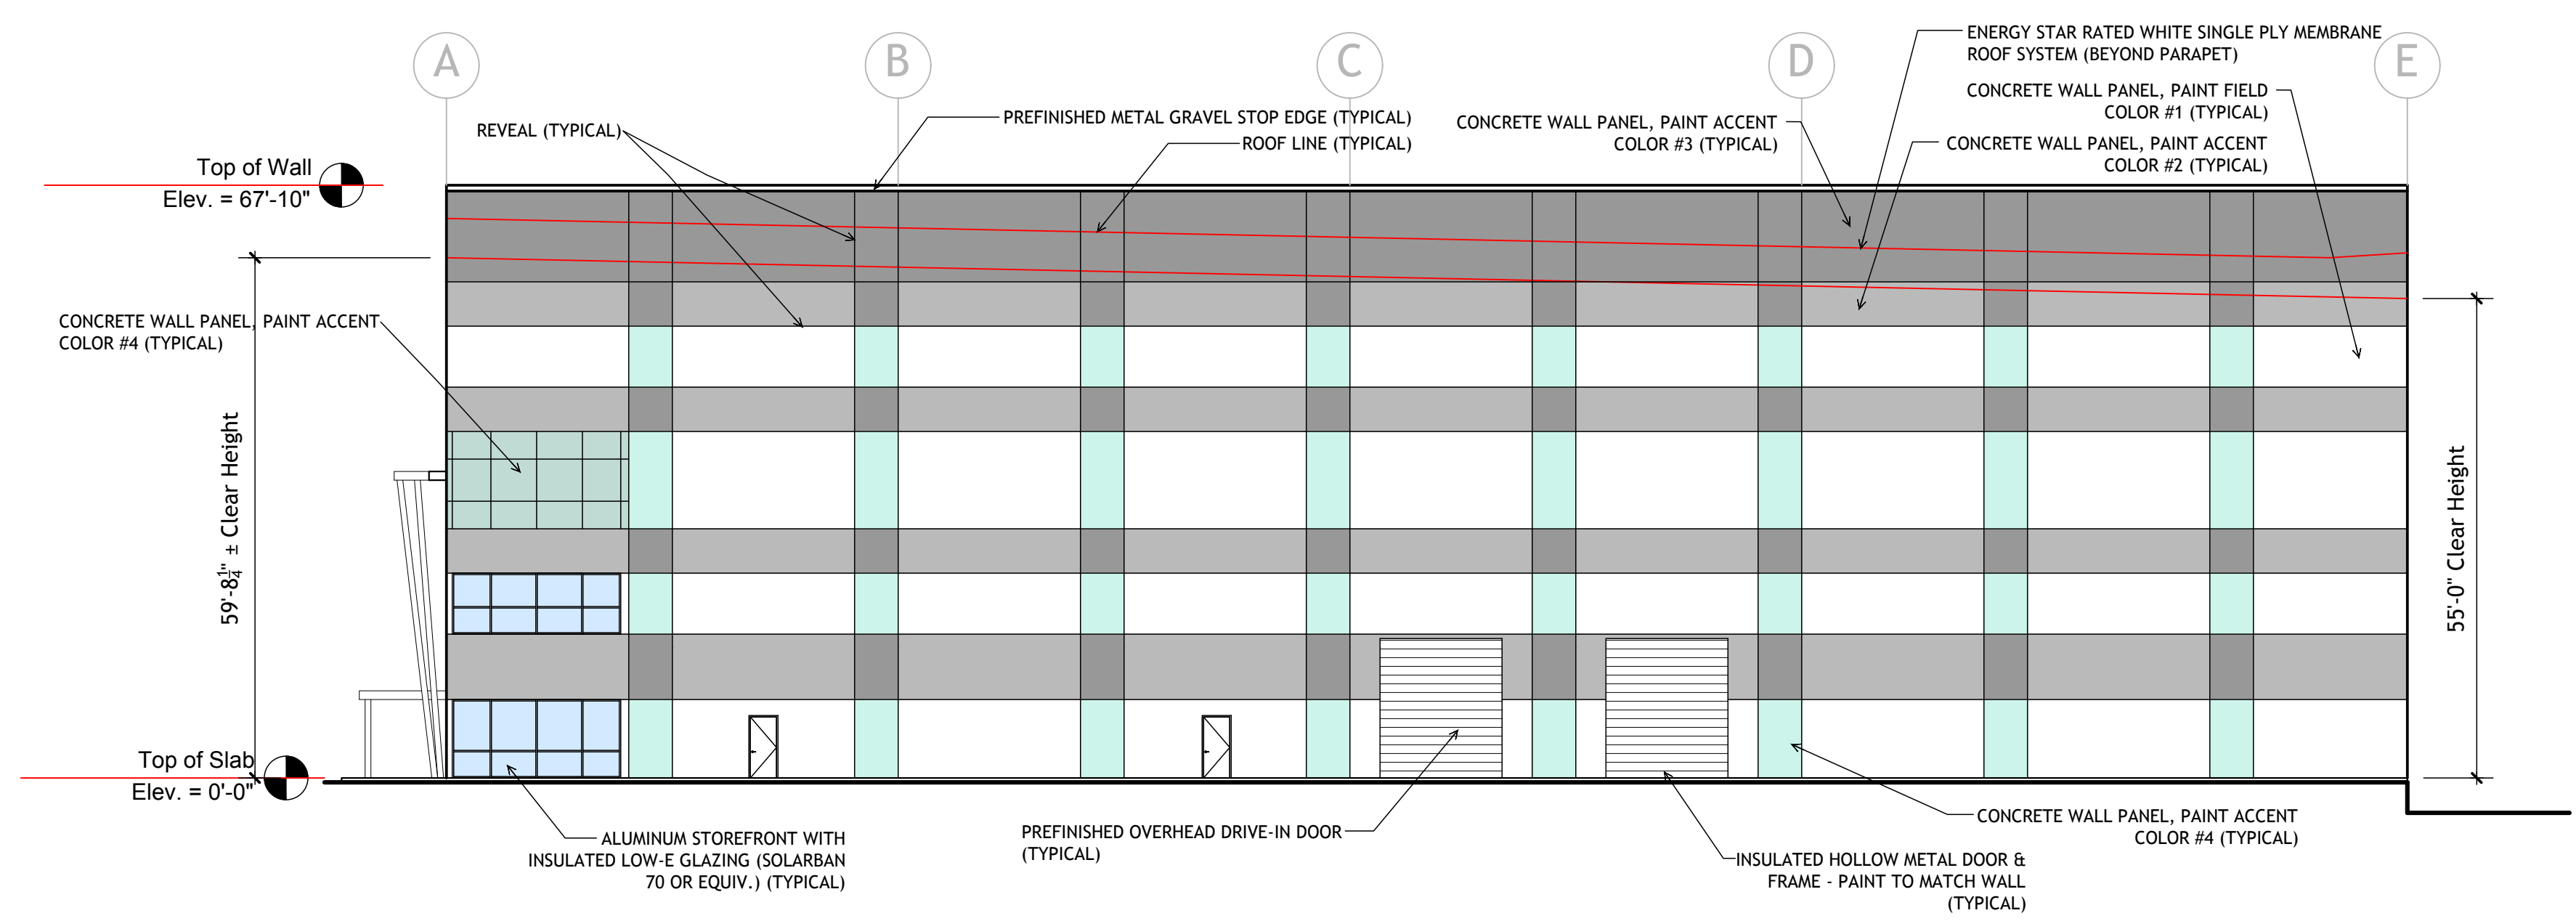 A
B
C
D
E
ENERGY STAR RATED WHITE SINGLE PLY MEMBRANE
ROOF SYSTEM (BEYOND PARAPET)
CONCRETE WALL PANEL, PAINT FIELD
COLOR #1 (TYPICAL)
CONCRETE WALL PANEL, PAINT ACCENT
COLOR #2 (TYPICAL)
CONCRETE WALL PANEL, PAINT ACCENT
COLOR #3 (TYPICAL)
PREFINISHED METAL GRAVEL STOP EDGE (TYPICAL)
ROOF LINE (TYPICAL)
REVEAL (TYPICAL)
Top of Wall
Elev. = 67'-10"
CONCRETE WALL PANEL, PAINT ACCENT
COLOR #4 (TYPICAL)
59'-8¼" ± Clear Height
55'-0" Clear Height
Top of Slab
Elev. = 0'-0"
ALUMINUM STOREFRONT WITH
INSULATED LOW-E GLAZING (SOLARBAN
70 OR EQUIV.) (TYPICAL)
PREFINISHED OVERHEAD DRIVE-IN DOOR
(TYPICAL)
INSULATED HOLLOW METAL DOOR &
FRAME - PAINT TO MATCH WALL
(TYPICAL)
CONCRETE WALL PANEL, PAINT ACCENT
COLOR #4 (TYPICAL)